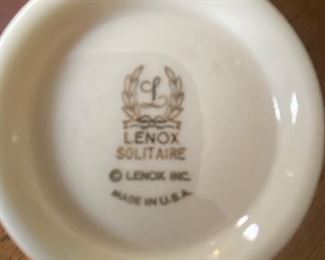 L
LENOX
SOLITAIRE
© LENOX INC.
MADE IN U.S.A.